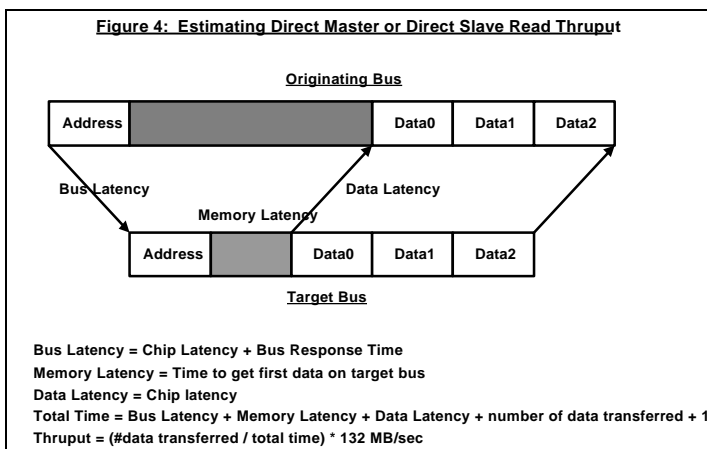 Figure 4: Estimating Direct Master or Direct Slave Read Thruput
Originating Bus
Address Data0 Data1 Data2
Bus Latency Data Latency
Memory Latency
Address Data0 Data1 Data2
Target Bus
Bus Latency = Chip Latency + Bus Response Time
Memory Latency = Time to get first data on target bus
Data Latency = Chip latency
Total Time = Bus Latency + Memory Latency + Data Latency + number of data transferred + 1
Thruput = (#data transferred / total time) * 132 MB/sec